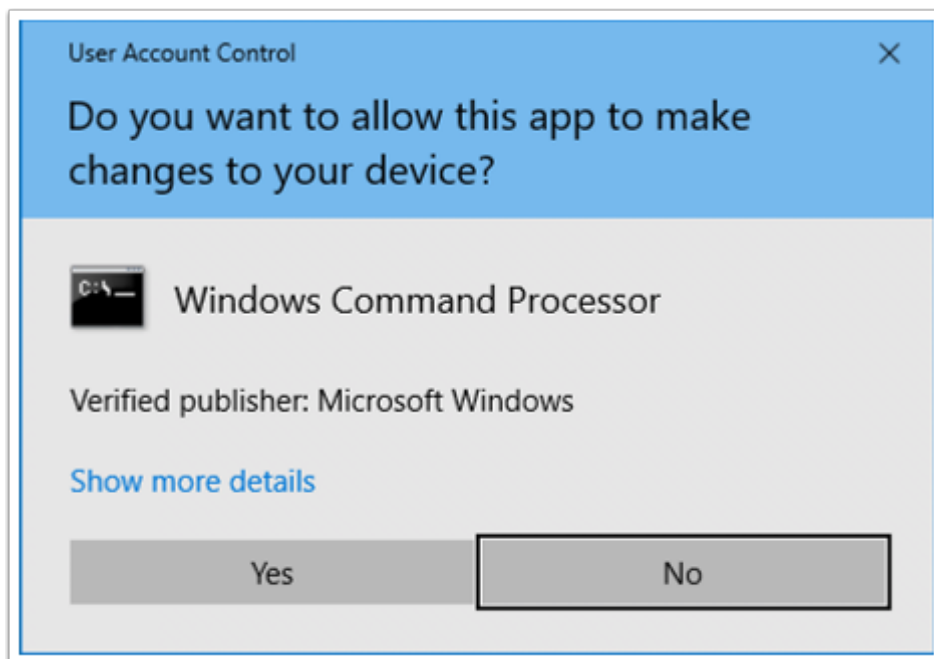 User Account Control
Do you want to allow this app to make
changes to your device?
C:\_
Windows Command Processor
Verified publisher: Microsoft Windows
Show more details
Yes
No